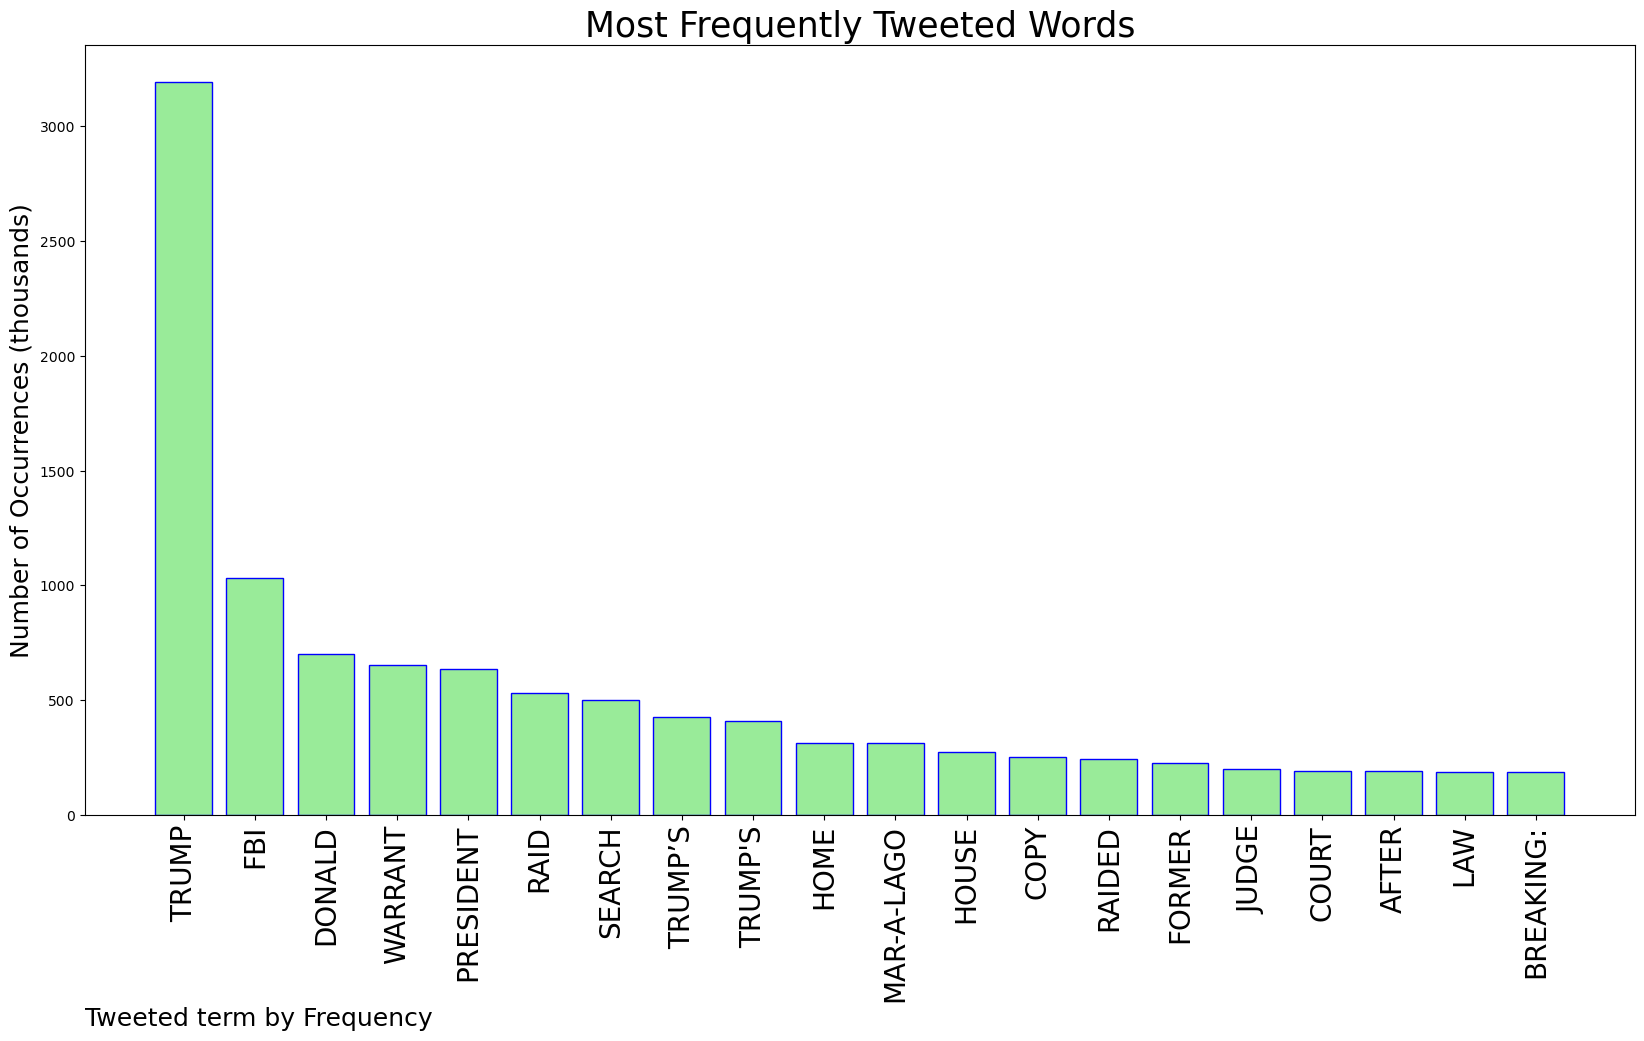 Most Frequently Tweeted Words
Number of Occurrences (thousands)
3000
2500
2000
1500
1000
500
0
TRUMP
FBI
DONALD
WARRANT
PRESIDENT
RAID
SEARCH
TRUMP’S
TRUMP'S
HOME
MAR-A-LAGO
HOUSE
COPY
RAIDED
FORMER
JUDGE
COURT
AFTER
LAW
BREAKING:
Tweeted term by Frequency